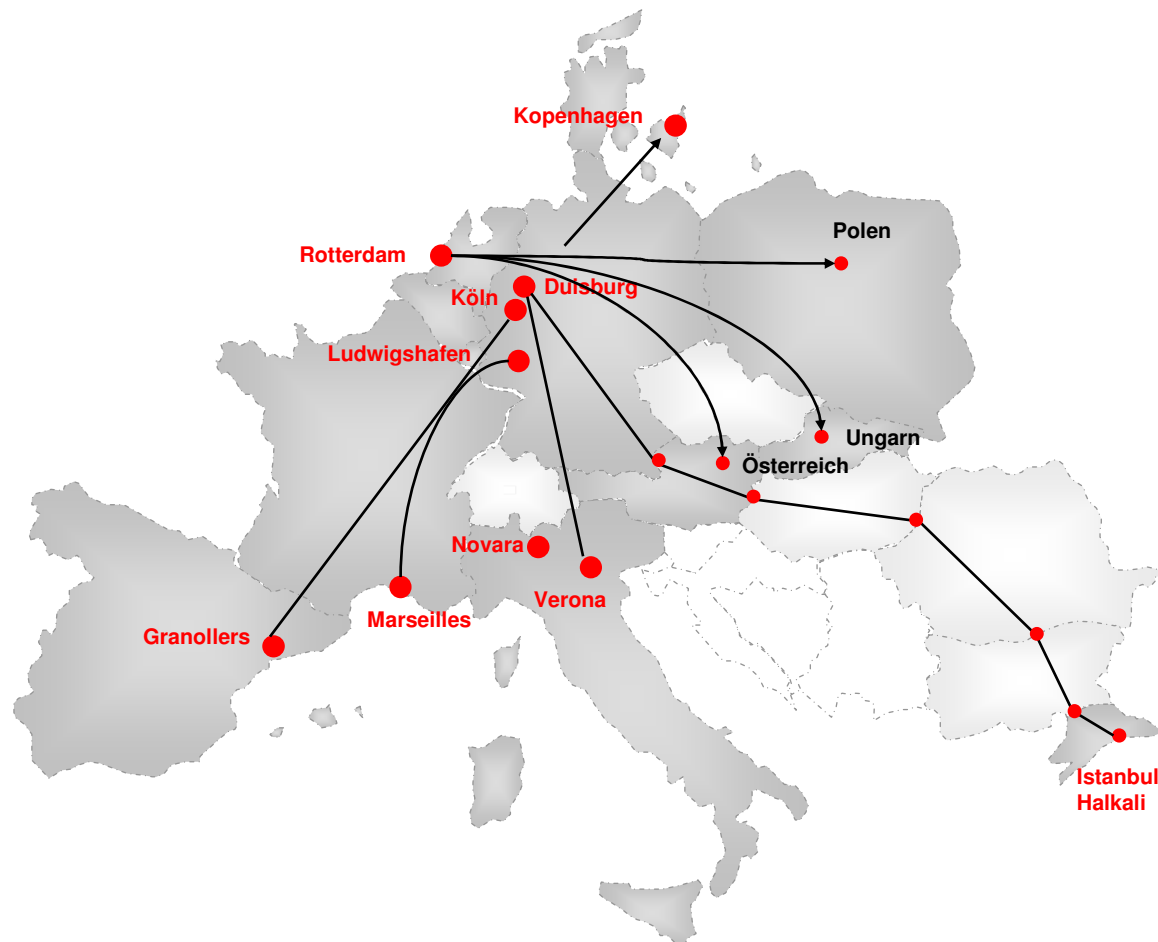 Kopenhagen
Polen
Rotterdam
Duisburg
Köln
Ludwigshafen
Ungarn
Österreich
Novara
Verona
Marseilles
Granollers
Istanbul
Halkali